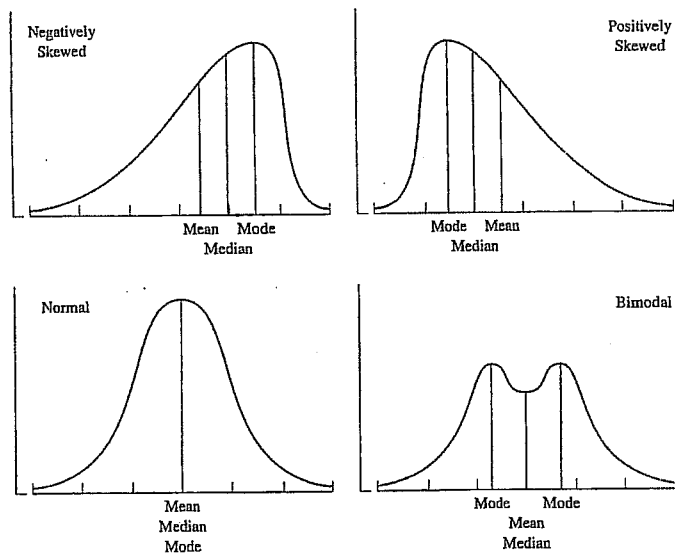 Negatively
Skewed
Mean Mode
Median
Positively
Skewed
Mode Mean
Median
Normal
Mean
Median
Mode
Bimodal
Mode Mode
Mean
Median